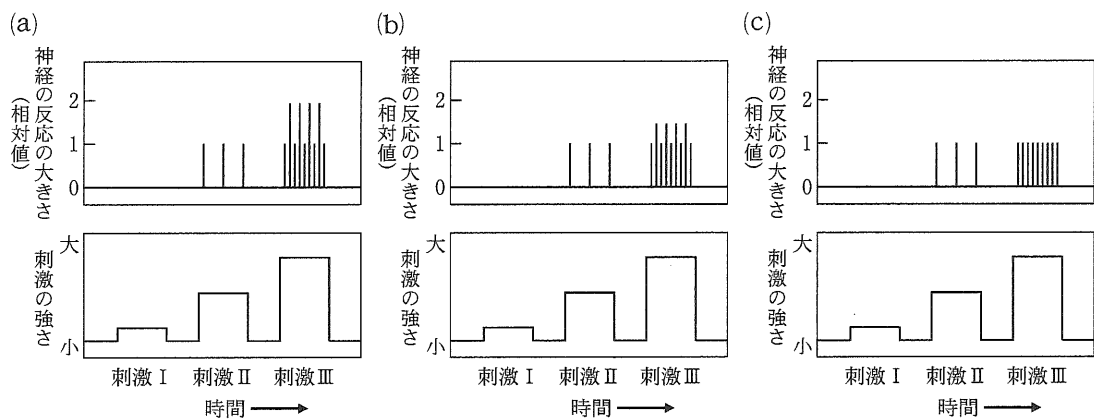 (a)
神経の反応の大きさ
(相対値)
2
1
0
大
刺激の強さ
小
刺激Ⅰ 刺激Ⅱ 刺激Ⅲ
時間
(b)
神経の反応の大きさ
(相対値)
2
1
0
大
刺激の強さ
小
刺激Ⅰ 刺激Ⅱ 刺激Ⅲ
時間
(c)
神経の反応の大きさ
(相対値)
2
1
0
大
刺激の強さ
小
刺激Ⅰ 刺激Ⅱ 刺激Ⅲ
時間